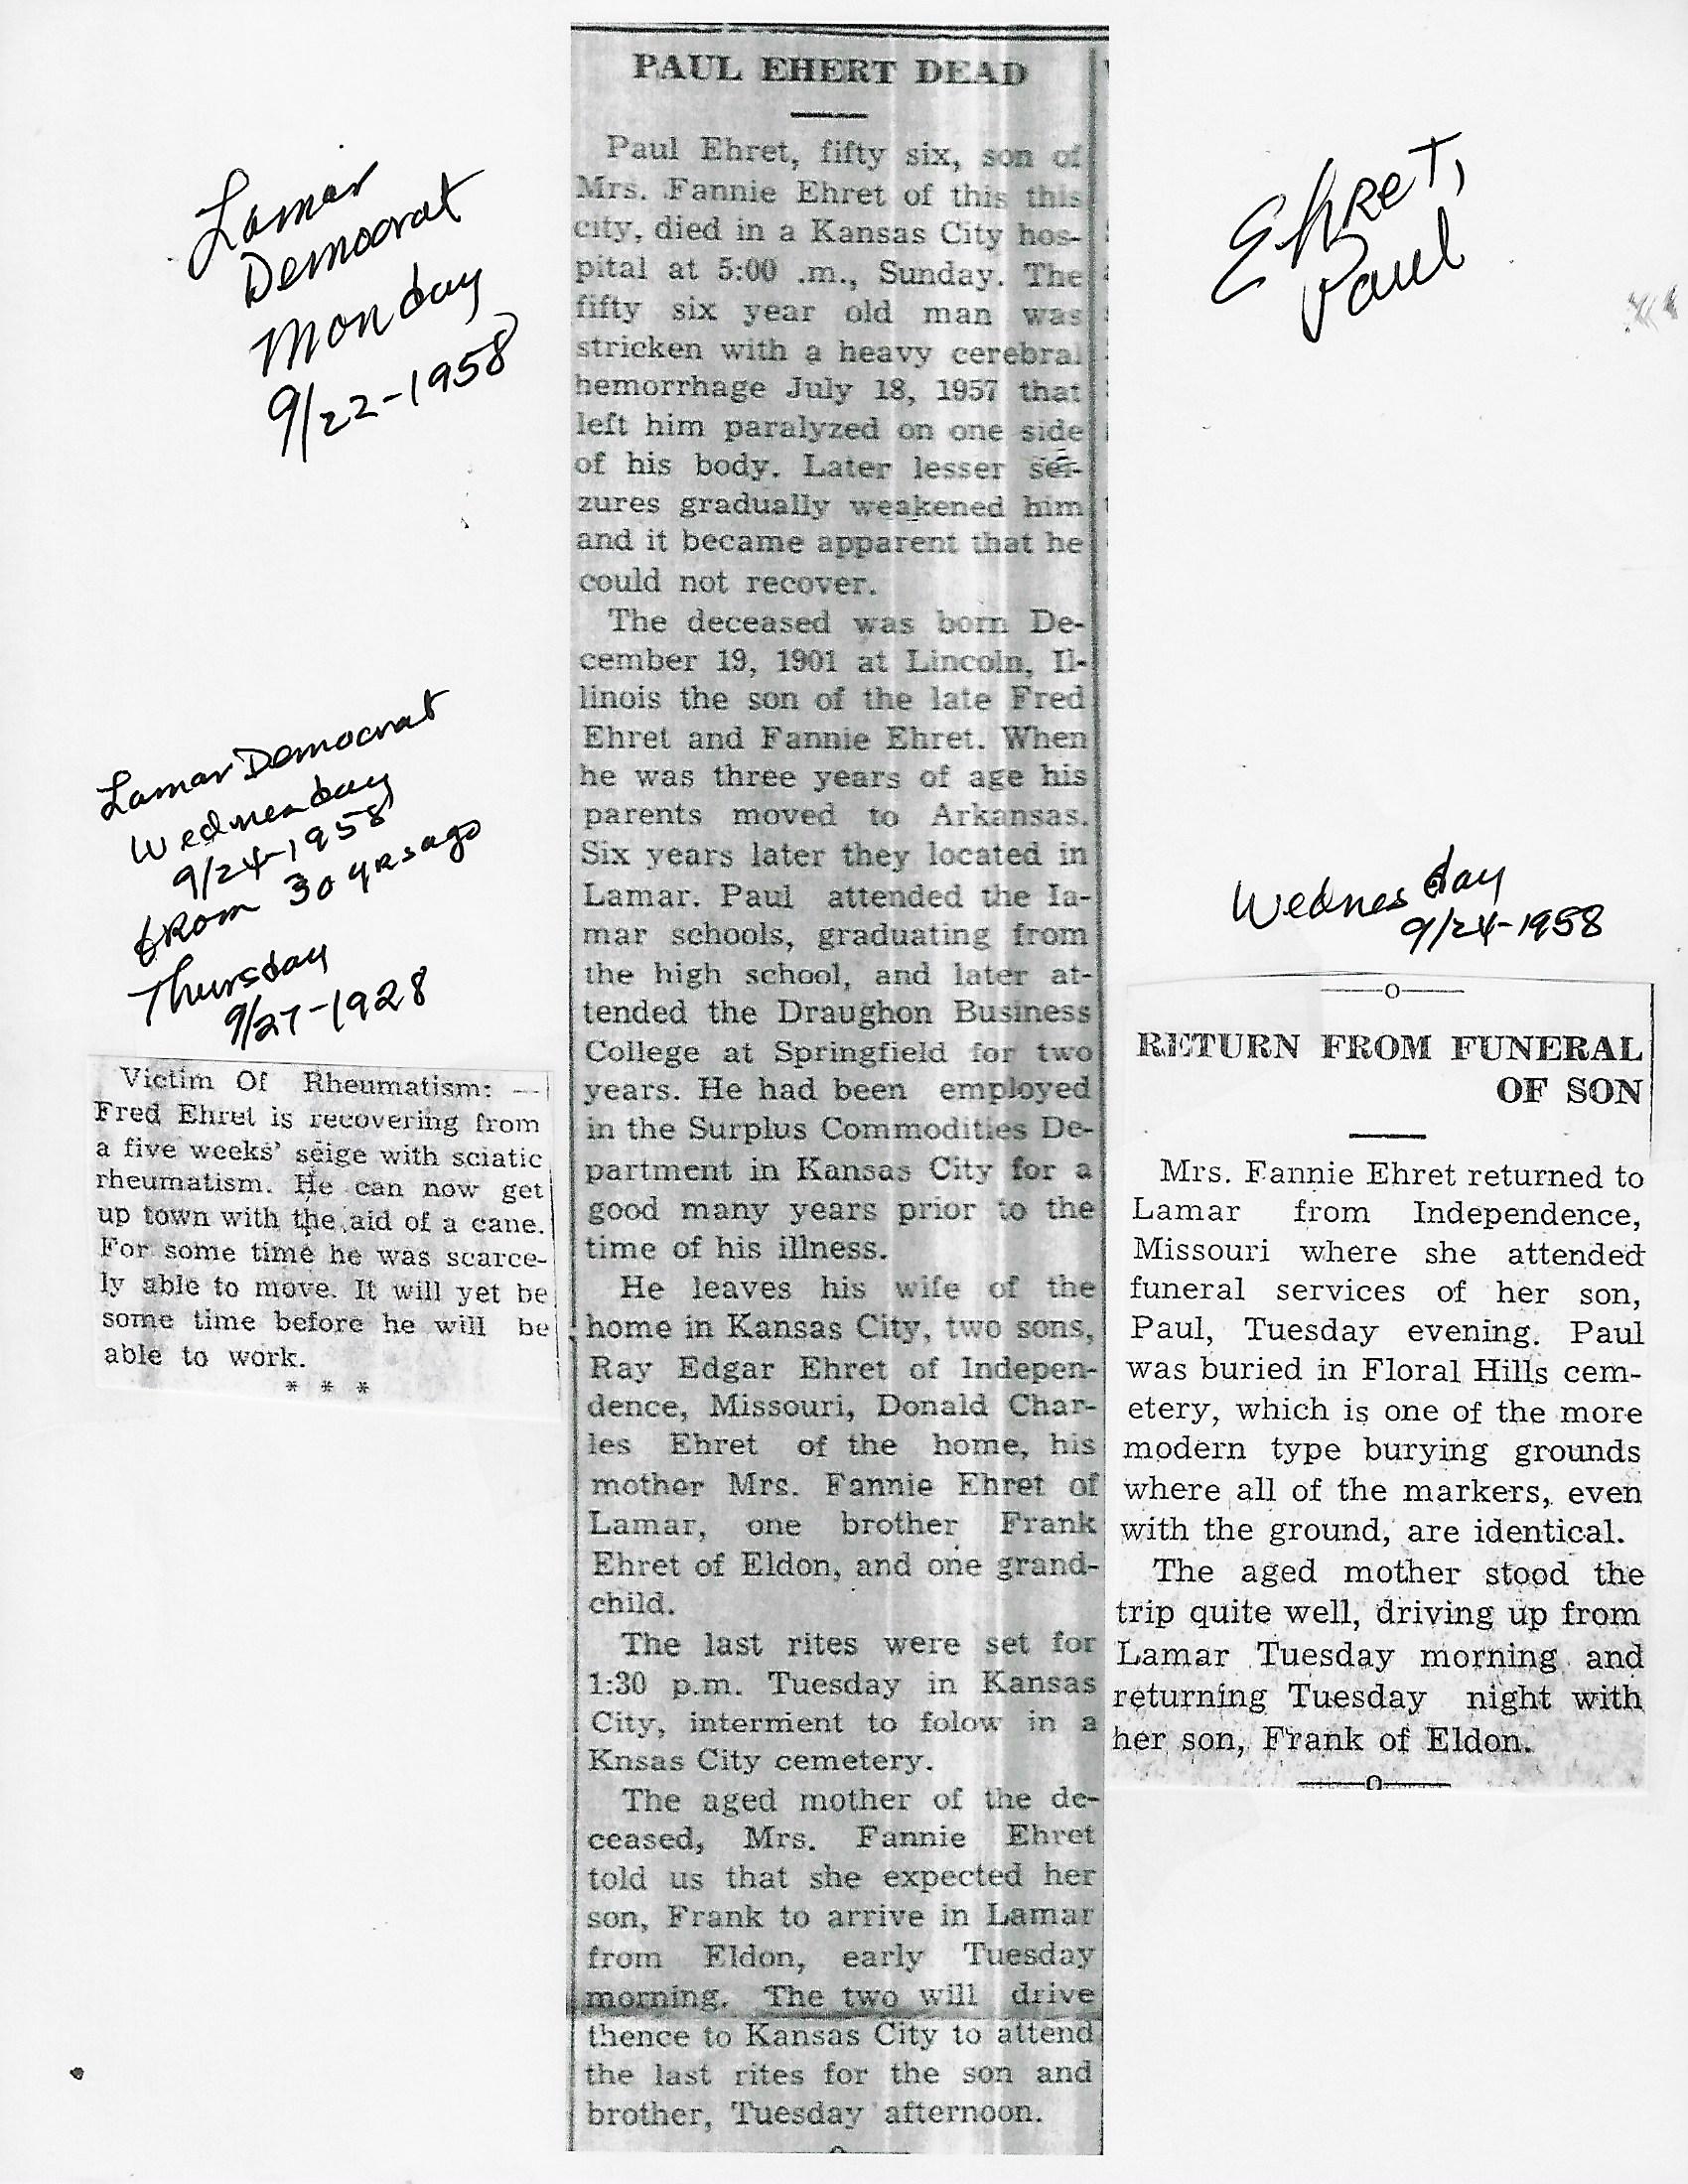 Lamar
Democrat
Monday
9/22-1958
Ehret,
Paul
PAUL EHERT DEAD
Paul Ehret, fifty six, son of
Mrs. Fannie Ehret of this this
city, died in a Kansas City hos-
pital at 5:00 .m., Sunday. The
fifty six year old man was
stricken with a heavy cerebral
hemorrhage July 18, 1957 that
left him paralyzed on one side
of his body. Later lesser sei-
zures gradually weakened him
and it became apparent that he
could not recover.
The deceased was born De-
cember 19, 1901 at Lincoln, Il-
linois the son of the late Fred
Ehret and Fannie Ehret. When
he was three years of age his
parents moved to Arkansas.
Six years later they located in
Lamar. Paul attended the la-
mar schools, graduating from
the high school, and later at-
tended the Draughon Business
College at Springfield for two
years. He had been employed
in the Surplus Commodities De-
partment in Kansas City for a
good many years prior to the
time of his illness.
He leaves his wife of the
home in Kansas City, two sons,
Ray Edgar Ehret of Indepen-
dence, Missouri, Donald Char-
les Ehret of the home, his
mother Mrs. Fannie Ehret of
Lamar, one brother Frank
Ehret of Eldon, and one grand-
child.
The last rites were set for
1:30 p.m. Tuesday in Kansas
City, interment to folow in a
Knsas City cemetery.
The aged mother of the de-
ceased, Mrs. Fannie Ehret
told us that she expected her
son, Frank to arrive in Lamar
from Eldon, early Tuesday
morning. The two will drive
thence to Kansas City to attend
the last rites for the son and
brother, Tuesday afternoon.
Lamar Democrat
Wednesday
9/24-1958
from 30 yrs ago
Thursday
9/27-1928
Victim Of Rheumatism: —
Fred Ehret is recovering from
a five weeks' seige with sciatic
rheumatism. He can now get
up town with the aid of a cane.
For some time he was scarce-
ly able to move. It will yet be
some time before he will be
able to work.
* * *
Wednesday
9/24-1958
RETURN FROM FUNERAL
OF SON
Mrs. Fannie Ehret returned to
Lamar from Independence,
Missouri where she attended
funeral services of her son,
Paul, Tuesday evening. Paul
was buried in Floral Hills cem-
etery, which is one of the more
modern type burying grounds
where all of the markers, even
with the ground, are identical.
The aged mother stood the
trip quite well, driving up from
Lamar Tuesday morning and
returning Tuesday night with
her son, Frank of Eldon.